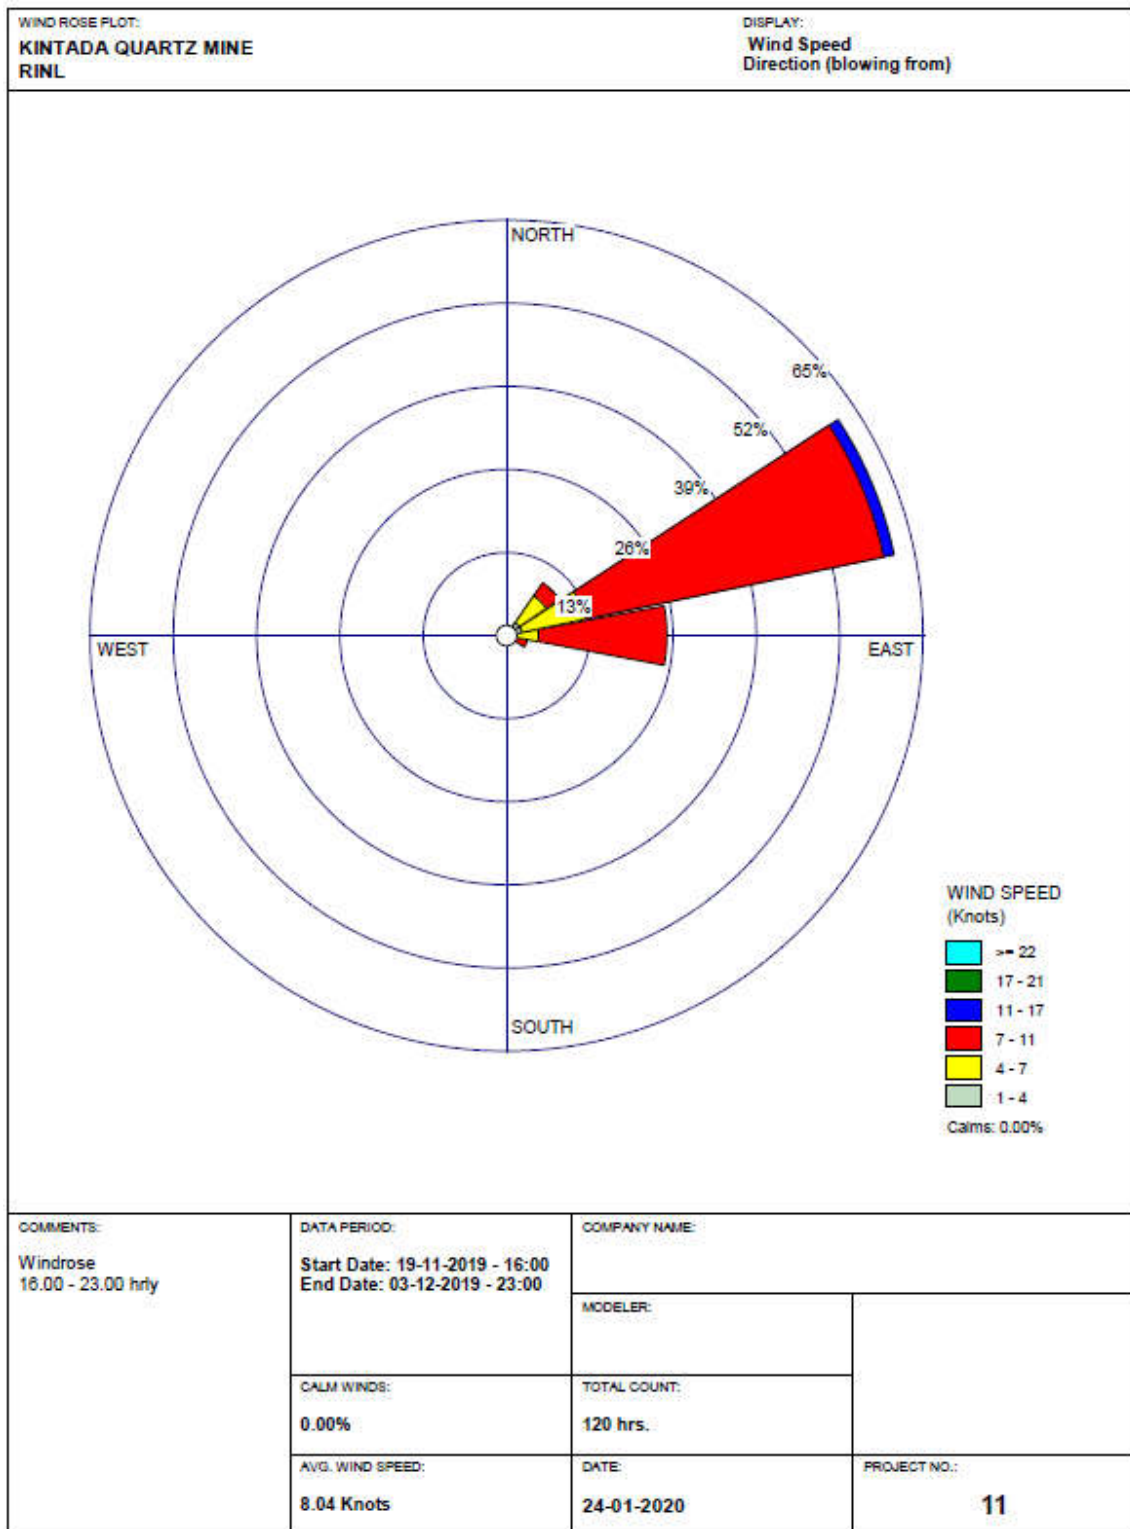 WIND ROSE PLOT:
KINTADA QUARTZ MINE
RINL
DISPLAY:
Wind Speed
Direction (blowing from)
NORTH
65%
52%
39%
26%
13%
WEST
EAST
SOUTH
WIND SPEED
(Knots)
>= 22
17 - 21
11 - 17
7 - 11
4 - 7
1 - 4
Calms: 0.00%
COMMENTS:
Windrose
16.00 - 23.00 hrly
DATA PERIOD:
Start Date: 19-11-2019 - 16:00
End Date: 03-12-2019 - 23:00
COMPANY NAME:
MODELER:
CALM WINDS:
0.00%
TOTAL COUNT:
120 hrs.
AVG. WIND SPEED:
8.04 Knots
DATE:
24-01-2020
PROJECT NO.:
11